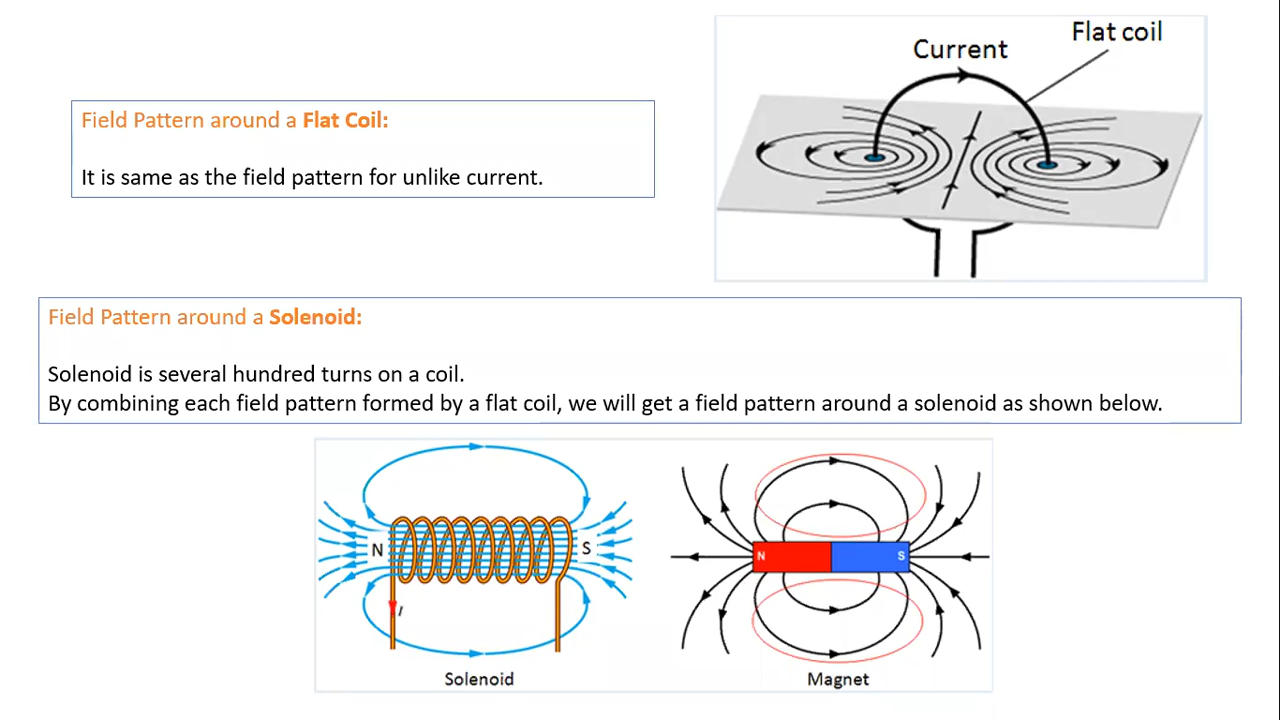 Flat coil
Current
Field Pattern around a Flat Coil:
It is same as the field pattern for unlike current.
Field Pattern around a Solenoid:
Solenoid is several hundred turns on a coil.
By combining each field pattern formed by a flat coil, we will get a field pattern around a solenoid as shown below.
N S
I
Solenoid
N S
Magnet